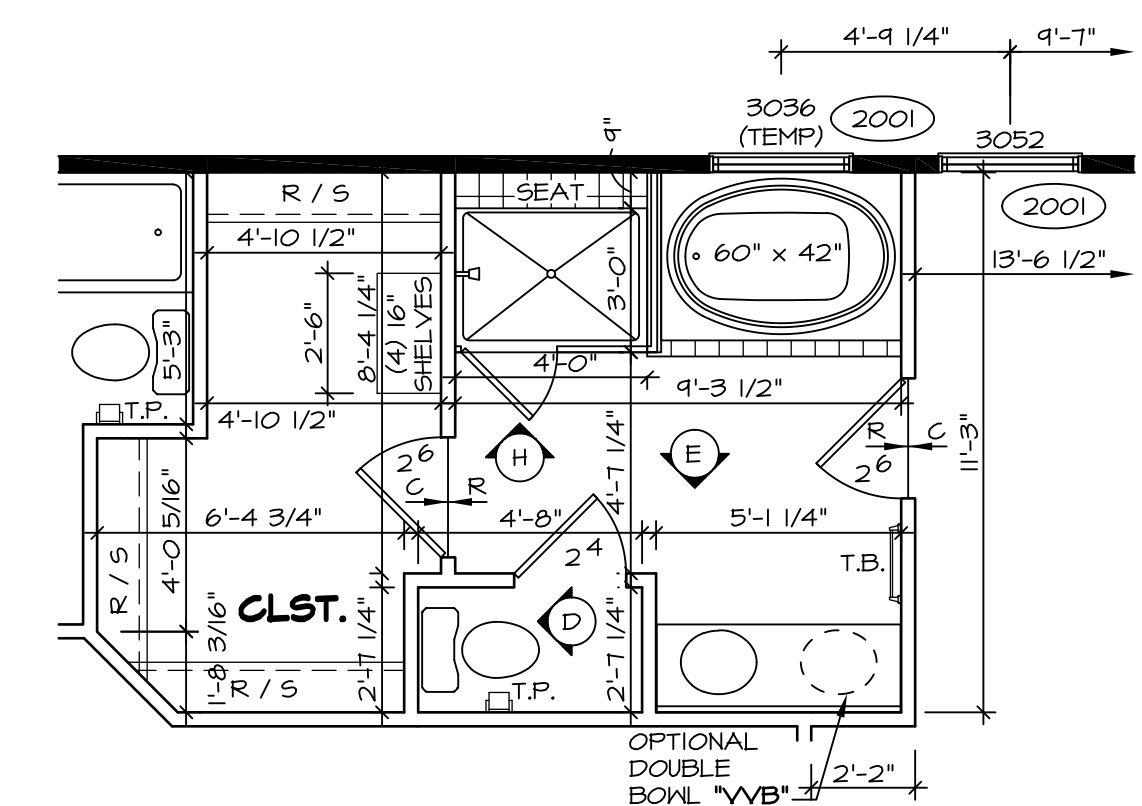 4'-9 1/4"
9'-7"
3036
(TEMP)
2001
3052
9"
R / S
SEAT
2001
4'-10 1/2"
60" x 42"
13'-6 1/2"
3'-0"
2'-6"
8'-4 1/4"
(4) 16"
SHELVES
5'-3"
4'-0"
9'-3 1/2"
T.P.
4'-10 1/2"
R
C
11'-3"
2 6
H
E
2 6
4'-7 1/4"
C
R
6'-4 3/4"
4'-8"
5'-1 1/4"
4'-0 5/16"
2 4
T.B.
R / S
CLST.
D
1'-8 3/16"
2'-7 1/4"
2'-7 1/4"
R / S
T.P.
OPTIONAL
DOUBLE
BOWL "WB"
2'-2"